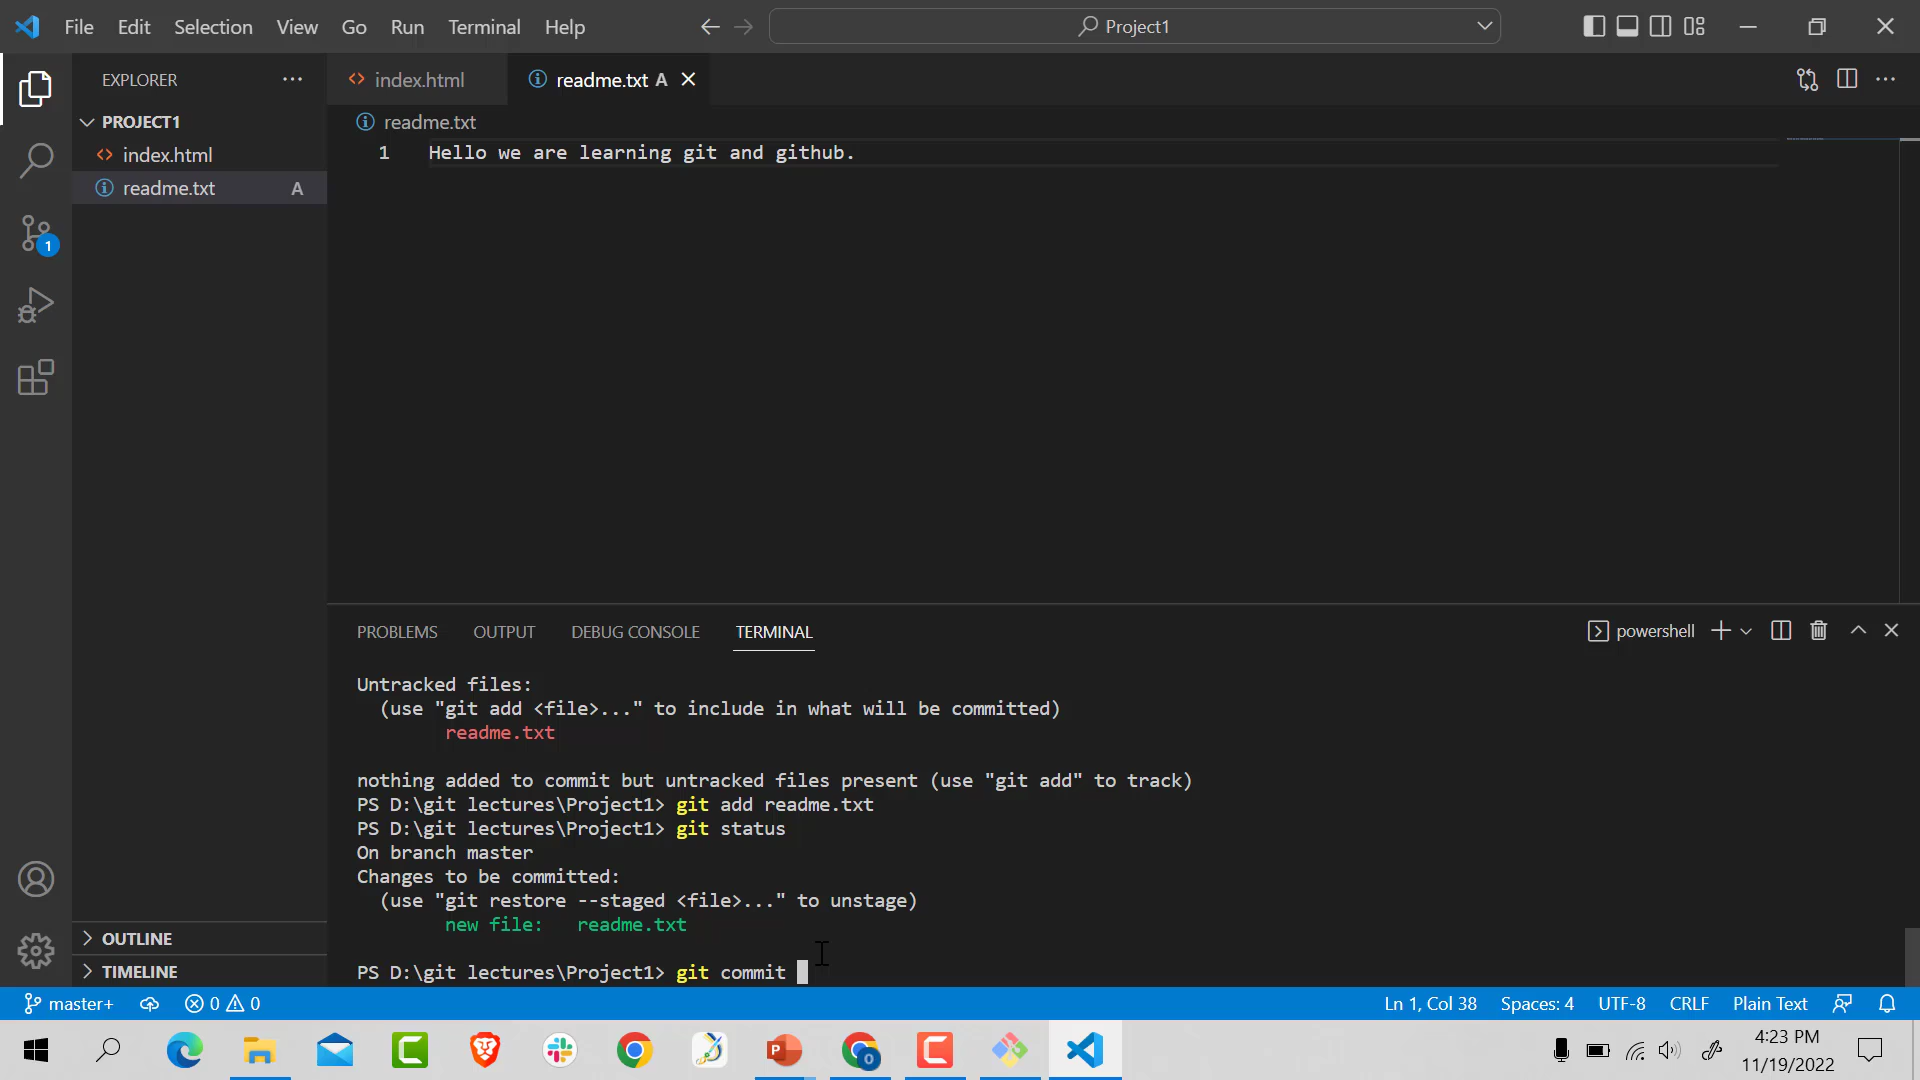 File Edit Selection View Go Run Terminal Help
Project1
EXPLORER
index.html
readme.txt A
PROJECT1
index.html
readme.txt A
readme.txt
1 Hello we are learning git and github.
1
PROBLEMS OUTPUT DEBUG CONSOLE TERMINAL
powershell
Untracked files:
(use "git add <file>..." to include in what will be committed)
readme.txt
nothing added to commit but untracked files present (use "git add" to track)
PS D:\git lectures\Project1> git add readme.txt
PS D:\git lectures\Project1> git status
On branch master
Changes to be committed:
(use "git restore --staged <file>..." to unstage)
new file: readme.txt
PS D:\git lectures\Project1> git commit
OUTLINE
TIMELINE
master+ 0 0
Ln 1, Col 38 Spaces: 4 UTF-8 CRLF Plain Text
P
0
4:23 PM
11/19/2022